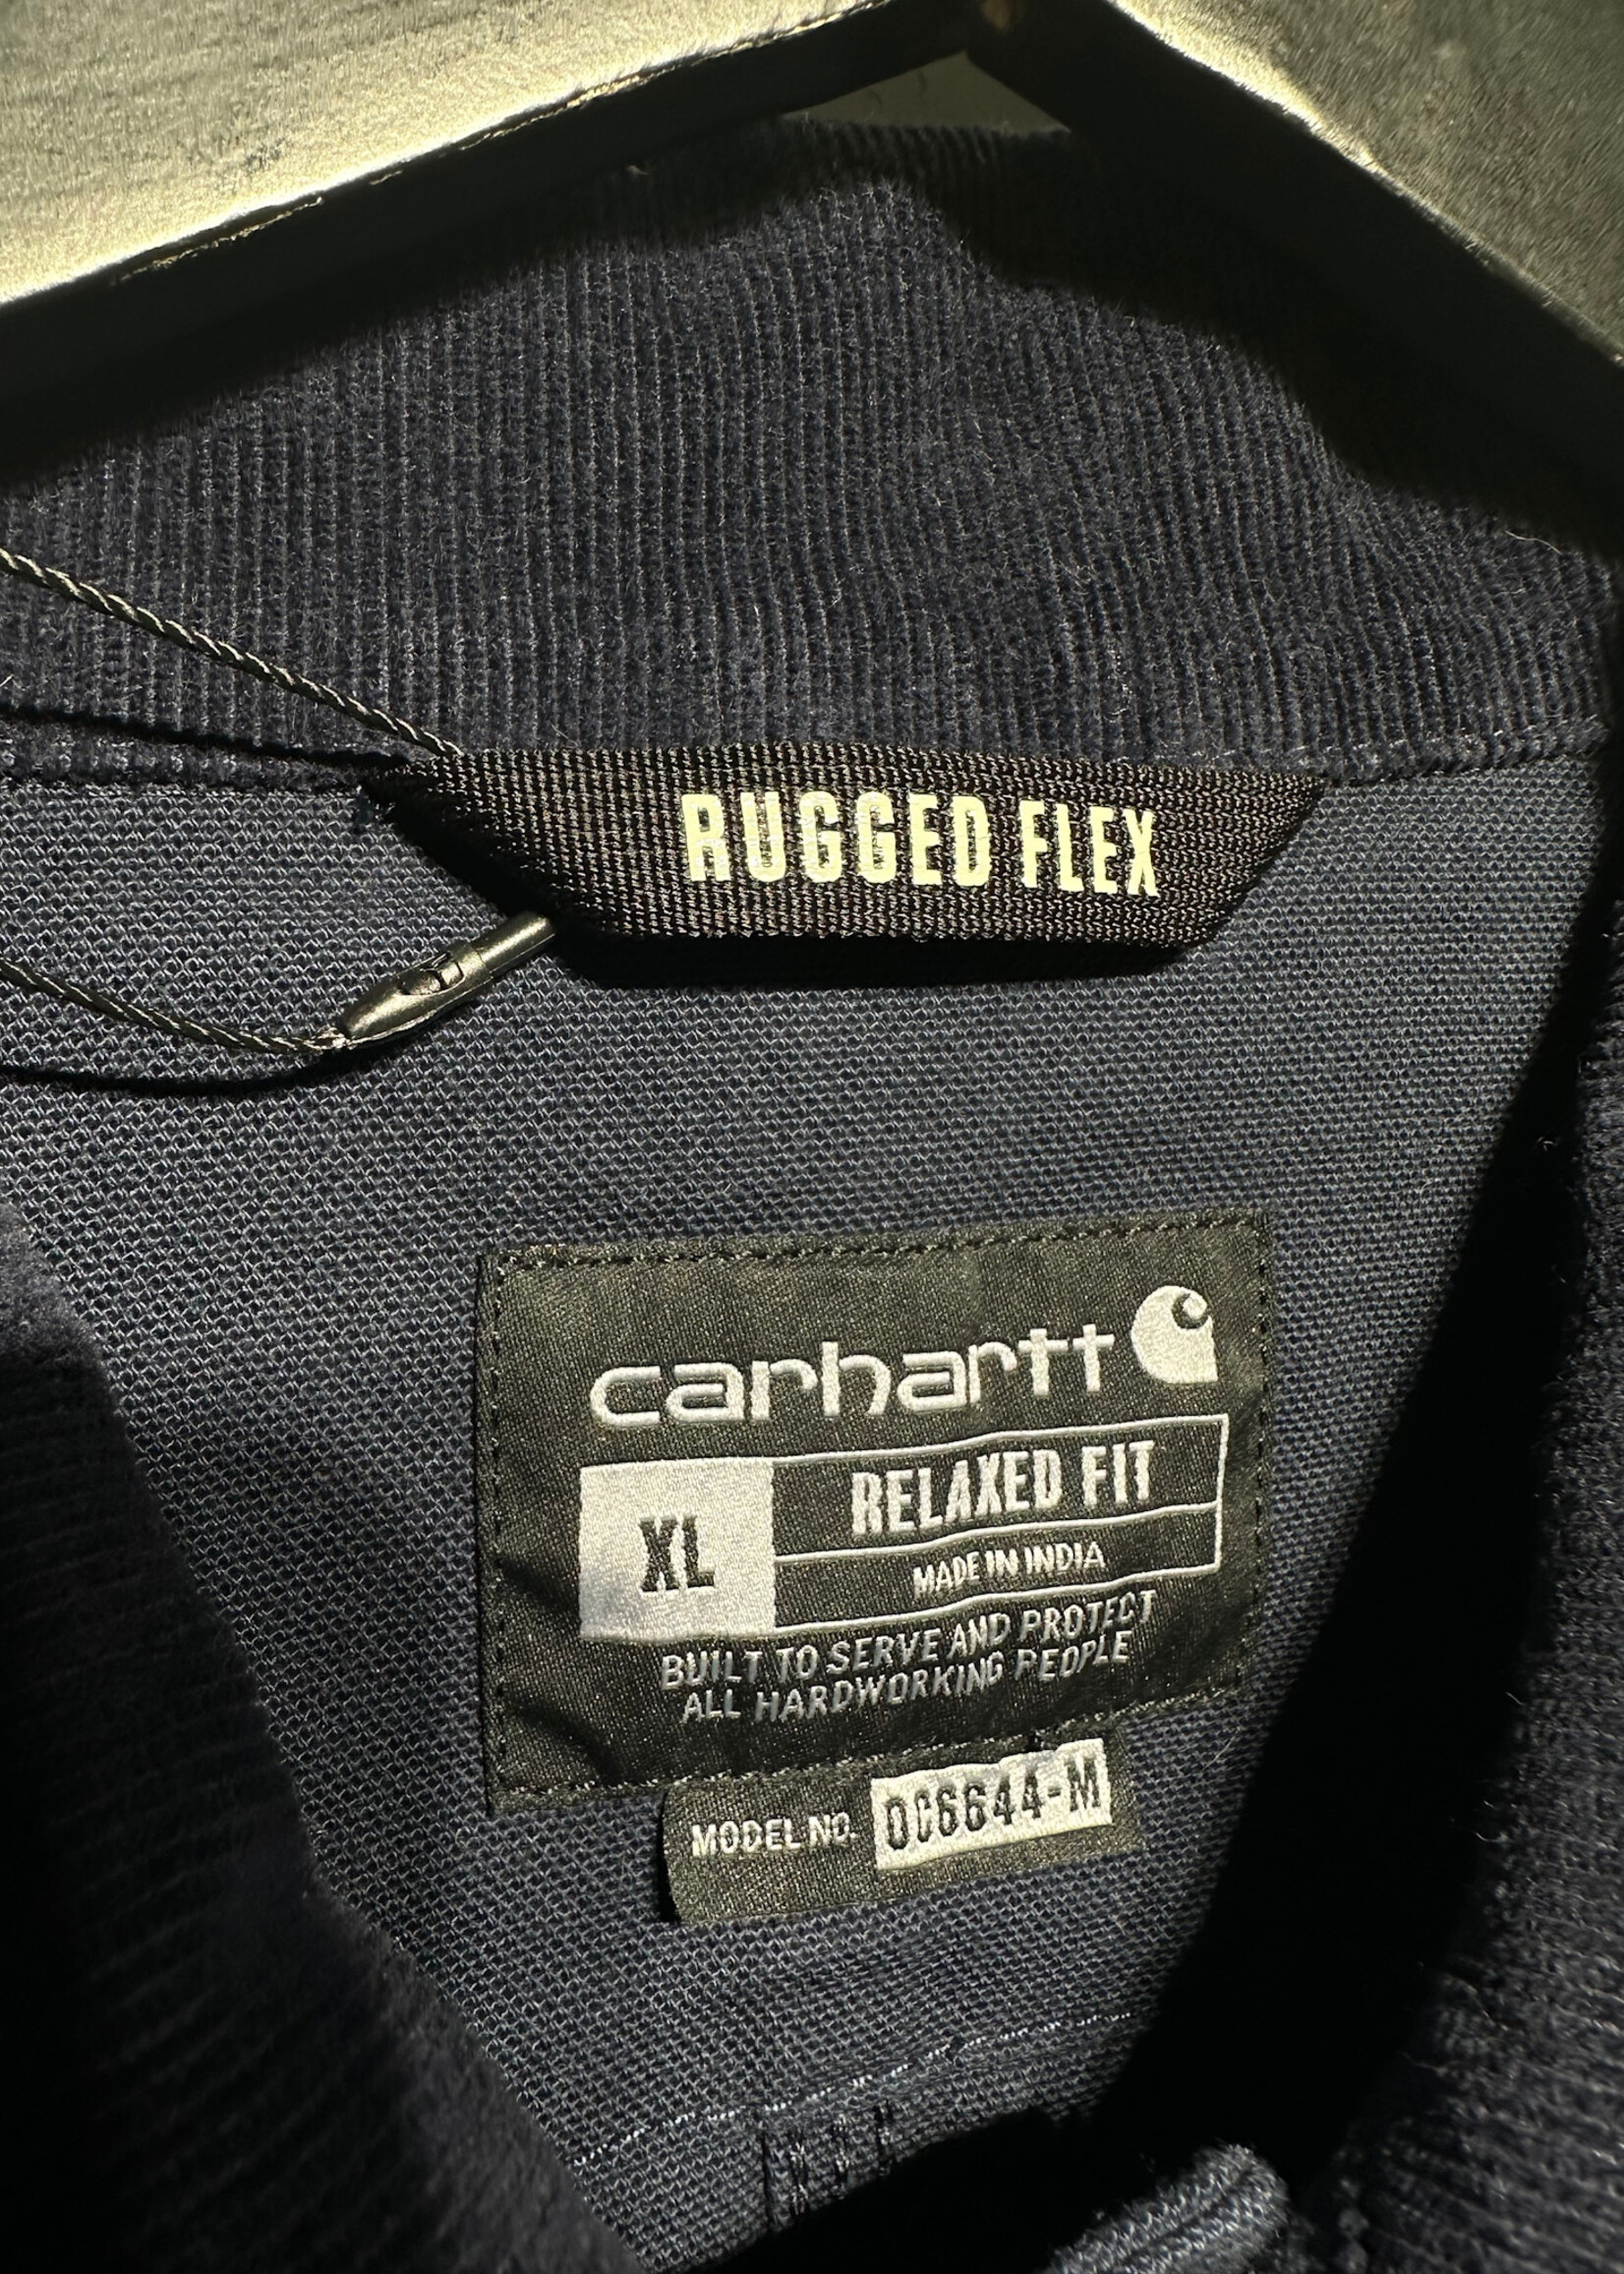 RUGGED FLEX
carhartt
XL
RELAXED FIT
MADE IN INDIA
BUILT TO SERVE AND PROTECT
ALL HARDWORKING PEOPLE
MODEL NO. OC6644-M